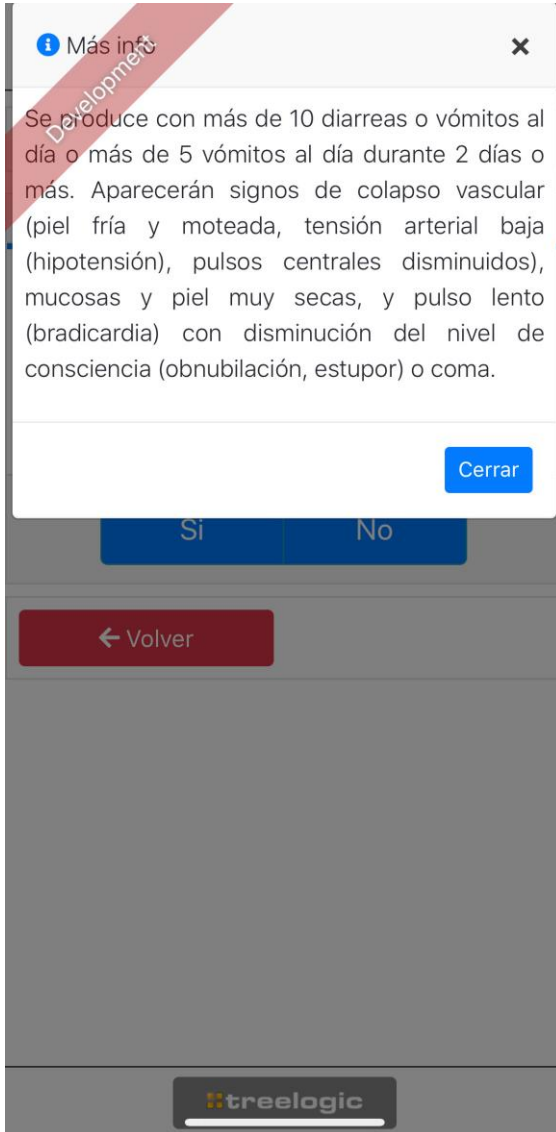 Más info
Development
Se produce con más de 10 diarreas o vómitos al
día o más de 5 vómitos al día durante 2 días o
más. Aparecerán signos de colapso vascular
(piel fría y moteada, tensión arterial baja
(hipotensión), pulsos centrales disminuidos),
mucosas y piel muy secas, y pulso lento
(bradicardia) con disminución del nivel de
consciencia (obnubilación, estupor) o coma.
Cerrar
Si No
Volver
treelogic